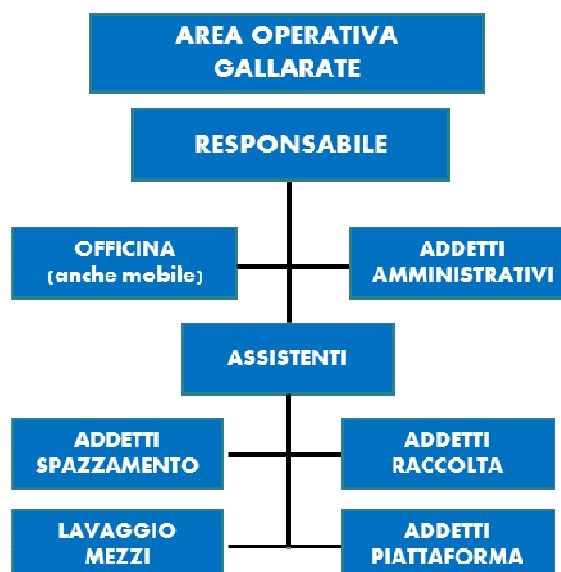 AREA OPERATIVA
GALLARATE
RESPONSABILE
OFFICINA
(anche mobile)
ADDETTI
AMMINISTRATIVI
ASSISTENTI
ADDETTI
SPAZZAMENTO
ADDETTI
RACCOLTA
LAVAGGIO
MEZZI
ADDETTI
PIATTAFORMA